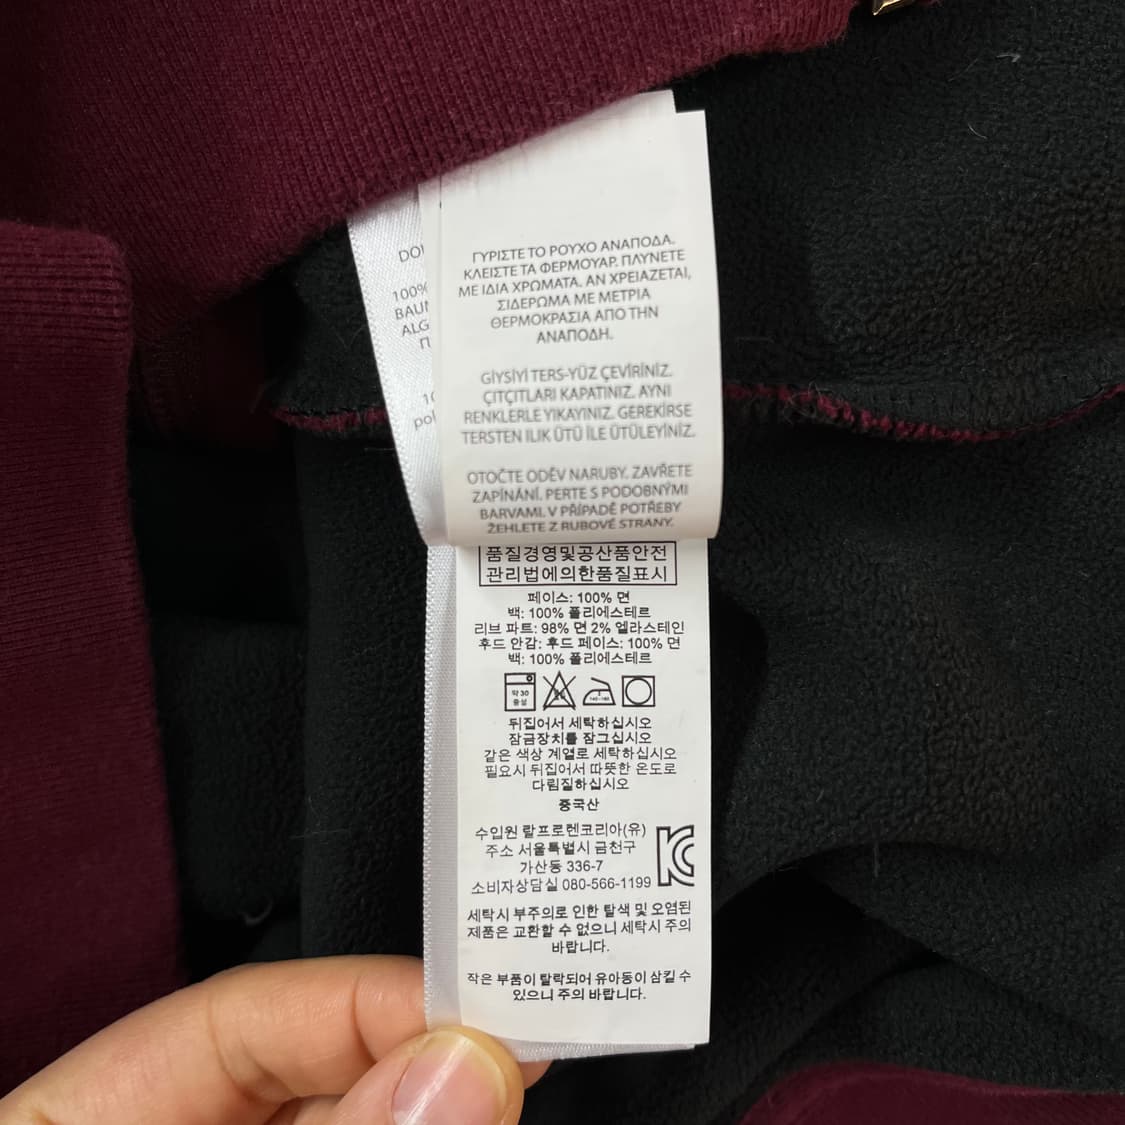 DO
100%
BAU
ALG
Π
pol
ΓΥΡΙΣΤΕ ΤΟ ΡΟΥΧΟ ΑΝΑΠΟΔΑ.
ΚΛΕΙΣΤΕ ΤΑ ΦΕΡΜΟΥΑΡ. ΠΛΥΝΕΤΕ
ΜΕ ΙΔΙΑ ΧΡΩΜΑΤΑ. ΑΝ ΧΡΕΙΑΖΕΤΑΙ,
ΣΙΔΕΡΩΜΑ ΜΕ ΜΕΤΡΙΑ
ΘΕΡΜΟΚΡΑΣΙΑ ΑΠΟ ΤΗΝ
ΑΝΑΠΟΔΗ.
GİYSİYİ TERS-YÜZ ÇEVİRİNİZ.
ÇITÇITLARI KAPATINIZ. AYNI
RENKLERLE YIKAYINIZ. GEREKİRSE
TERSTEN ILIK ÜTÜ İLE ÜTÜLEYİNİZ.
OTOČTE ODĚV NARUBY. ZAVŘETE
ZAPÍNÁNÍ. PERTE S PODOBNÝMI
BARVAMI. V PŘÍPADĚ POTŘEBY
ŽEHLETE Z RUBOVÉ STRANY.
품질경영및공산품안전
관리법에의한품질표시
페이스: 100% 면
백: 100% 폴리에스테르
리브 파트: 98% 면 2% 엘라스테인
후드 안감: 후드 페이스: 100% 면
백: 100% 폴리에스테르
약 30
중성
뒤집어서 세탁하십시오
잠금장치를 잠그십시오
같은 색상 계열로 세탁하십시오
필요시 뒤집어서 따뜻한 온도로
다림질하십시오
중국산
수입원 랄프로렌코리아(유)
주소 서울특별시 금천구
가산동 336-7
소비자상담실 080-566-1199
세탁시 부주의로 인한 탈색 및 오염된
제품은 교환할 수 없으니 세탁시 주의
바랍니다.
작은 부품이 탈락되어 유아동이 삼킬 수
있으니 주의 바랍니다.